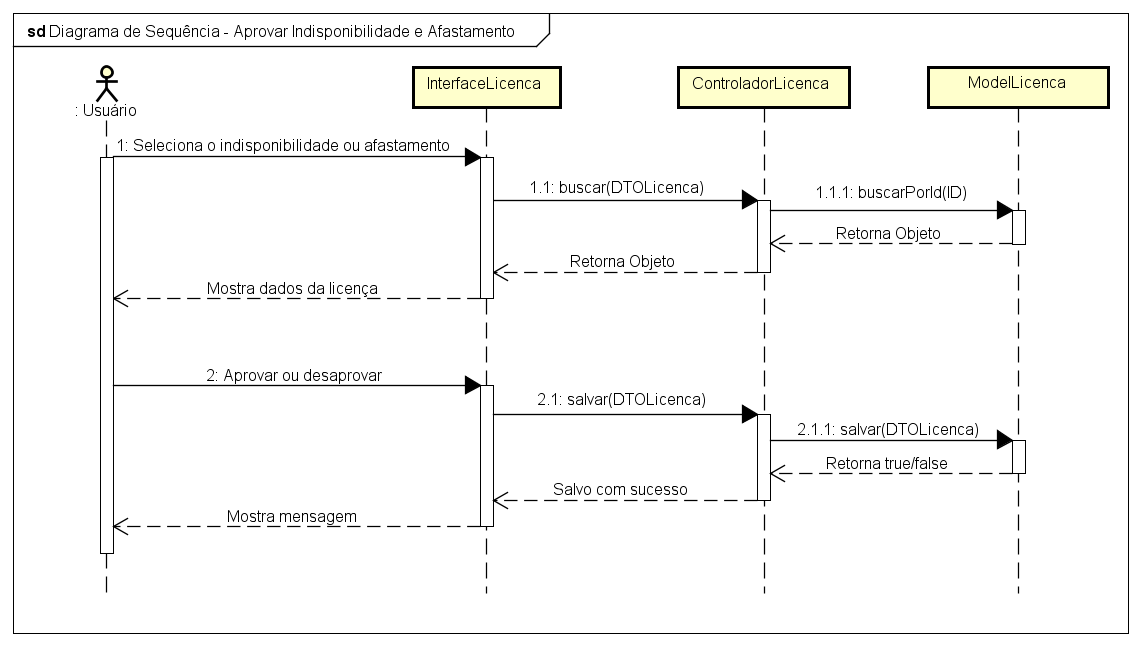 sd Diagrama de Sequência - Aprovar Indisponibilidade e Afastamento
: Usuário
InterfaceLicenca
ControladorLicenca
ModelLicenca
1: Seleciona o indisponibilidade ou afastamento
1.1: buscar(DTOLicenca)
1.1.1: buscarPorId(ID)
Retorna Objeto
Retorna Objeto
Mostra dados da licença
2: Aprovar ou desaprovar
2.1: salvar(DTOLicenca)
2.1.1: salvar(DTOLicenca)
Retorna true/false
Salvo com sucesso
Mostra mensagem